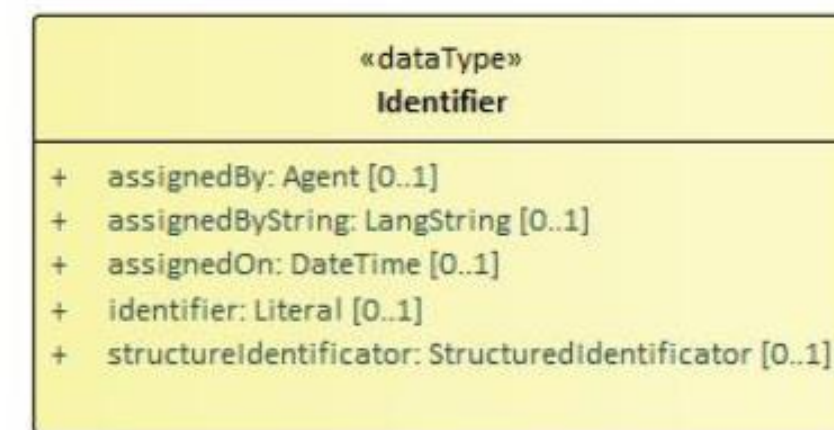 «dataType»
Identifier
+ assignedBy: Agent [0..1]
+ assignedByString: LangString [0..1]
+ assignedOn: DateTime [0..1]
+ identifier: Literal [0..1]
+ structureIdentificator: StructuredIdentificator [0..1]